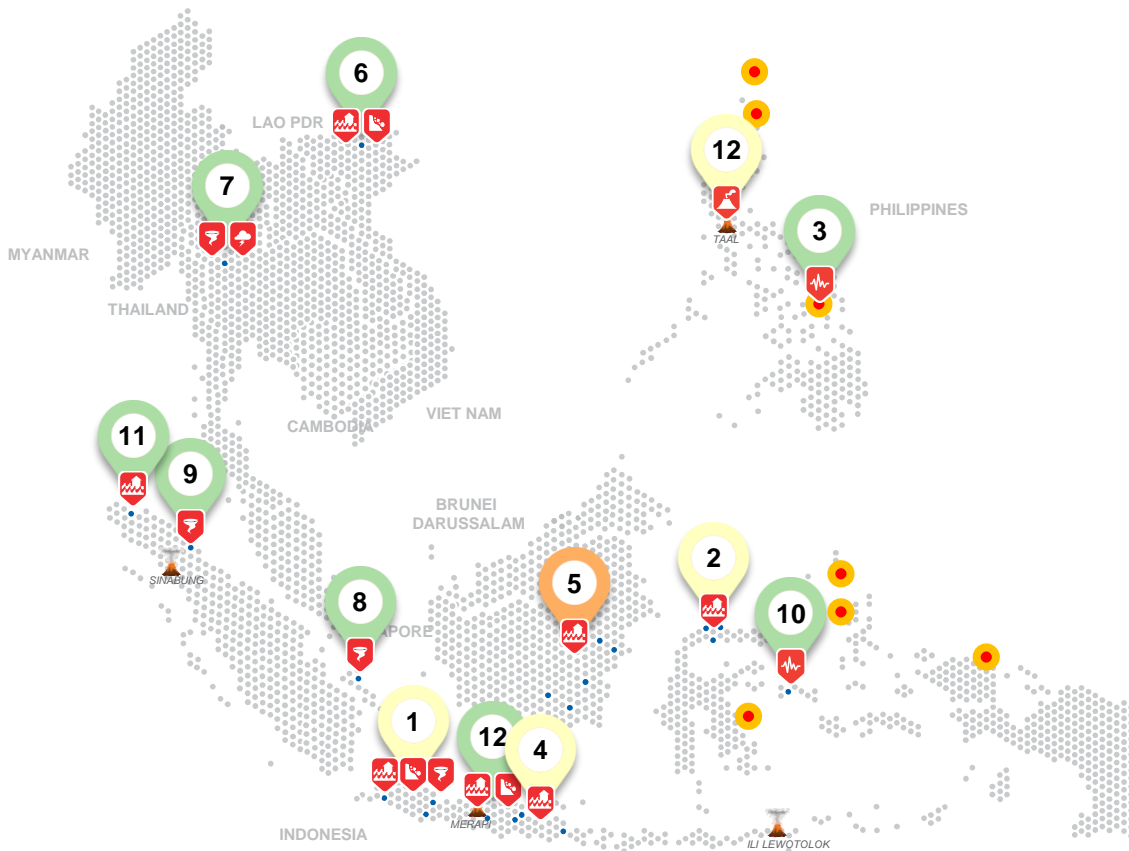 6
LAO PDR
12
7
PHILIPPINES
3
TAAL
MYANMAR
THAILAND
VIET NAM
CAMBODIA
11
9
BRUNEI
DARUSSALAM
2
5
SINABUNG
8
10
APORE
1
12
4
MERAPI
INDONESIA
ILI LEWOTOLOK